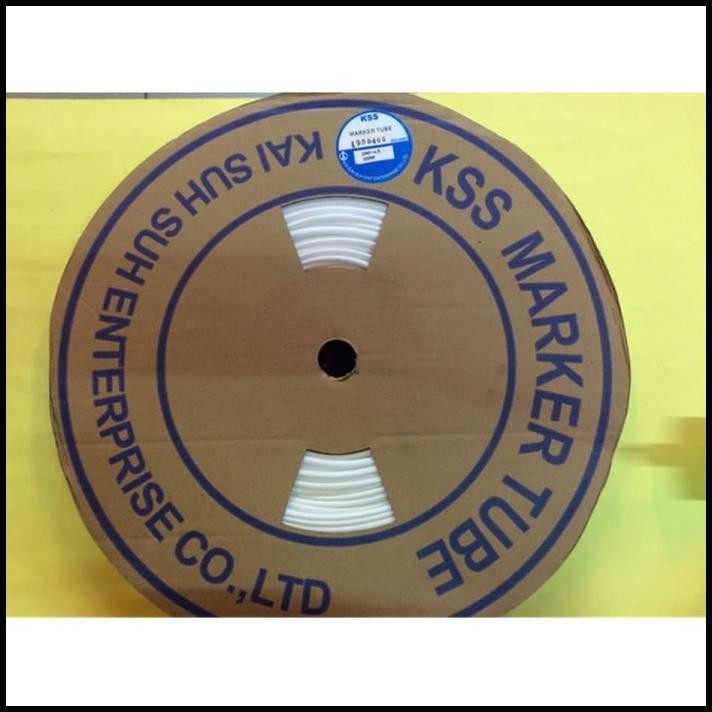 KSS MARKER TUBE
KAI SUH SUH ENTERPRISE CO.,LTD
KSS
MARKER TUBE